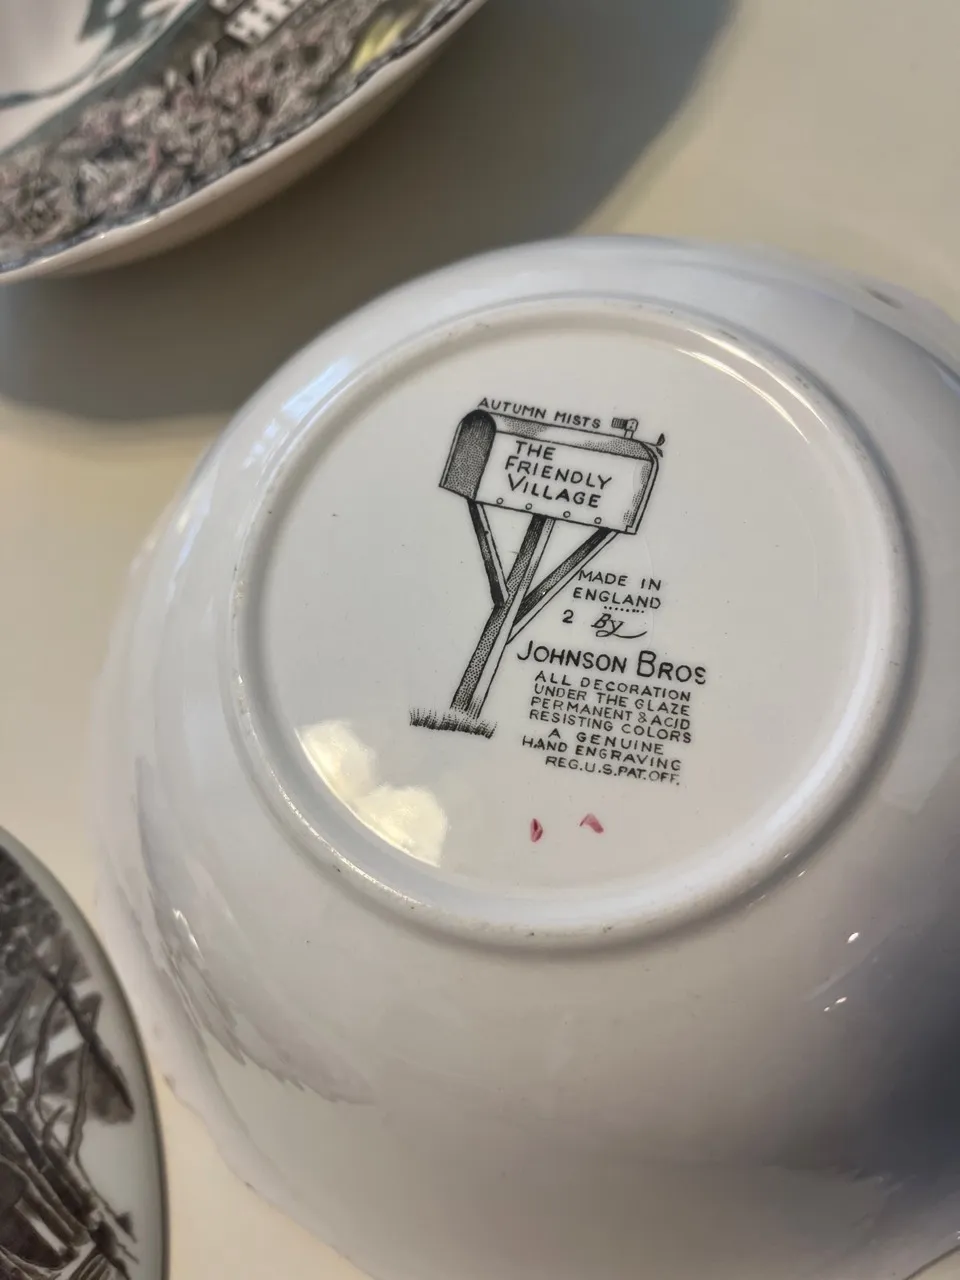 AUTUMN MISTS
THE
FRIENDLY
VILLAGE
MADE IN
ENGLAND
2 By
JOHNSON BROS
ALL DECORATION
UNDER THE GLAZE
PERMANENT & ACID
RESISTING COLORS
A GENUINE
HAND ENGRAVING
REG. U.S. PAT. OFF.